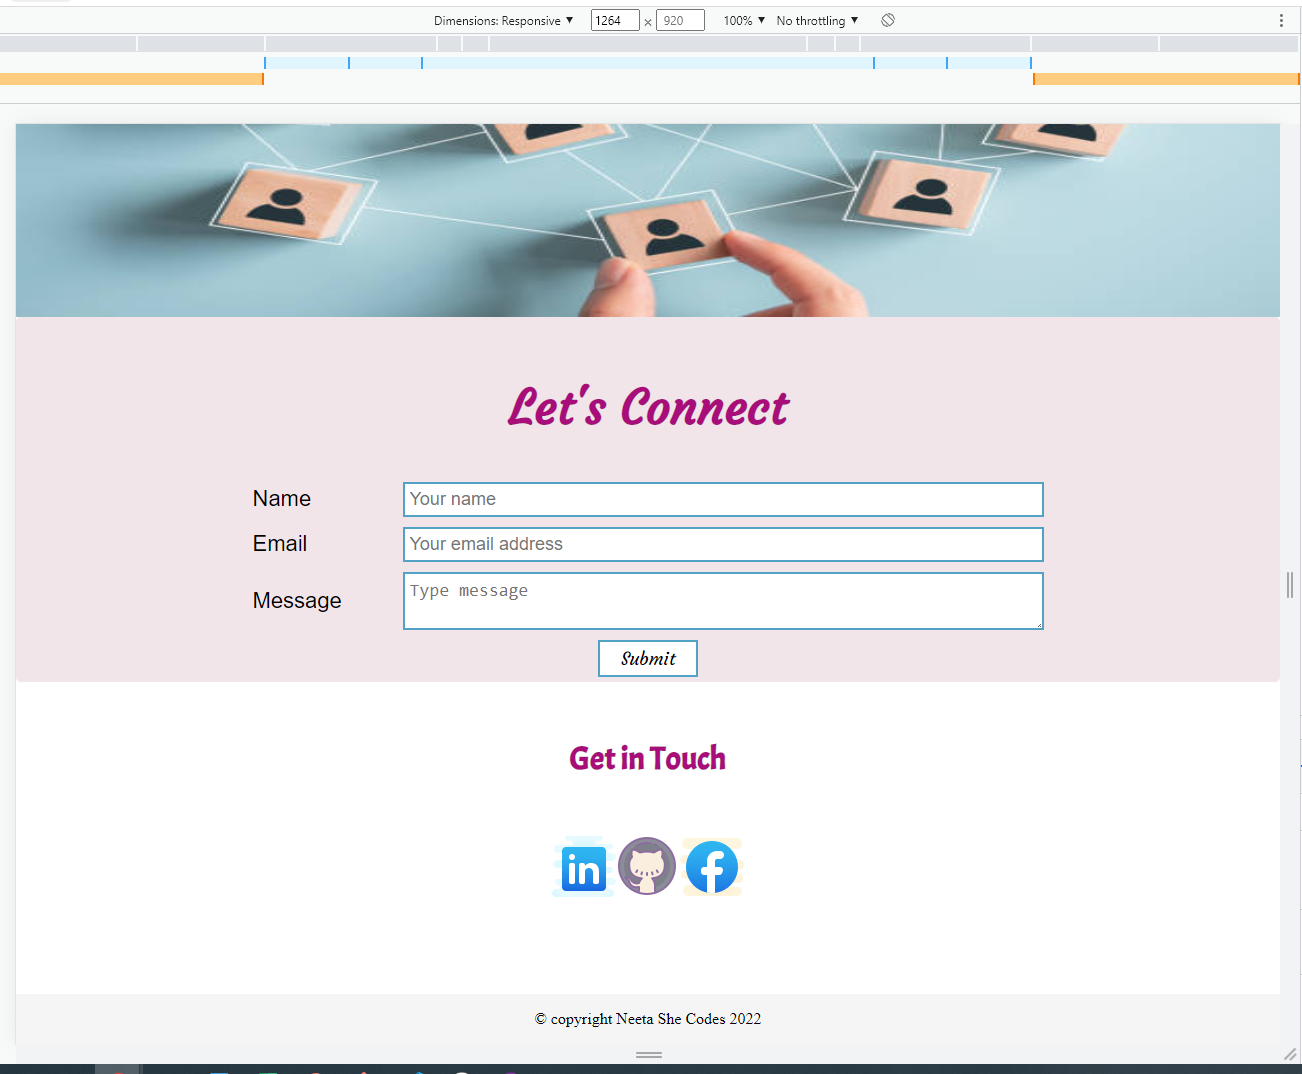 Dimensions: Responsive ▼ 1264 × 920 100% ▼ No throttling ▼
Let's Connect
Name Your name
Email Your email address
Message Type message
Submit
Get in Touch
in
© copyright Neeta She Codes 2022